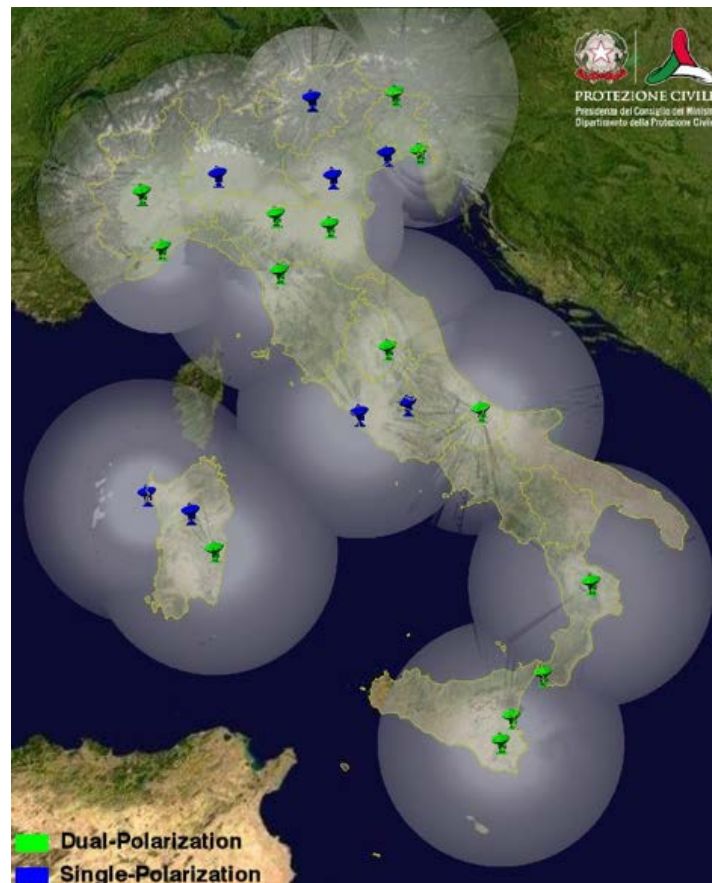 PROTEZIONE CIVILE
Presidenza del Consiglio dei Ministri
Dipartimento della Protezione Civile
Dual-Polarization
Single-Polarization